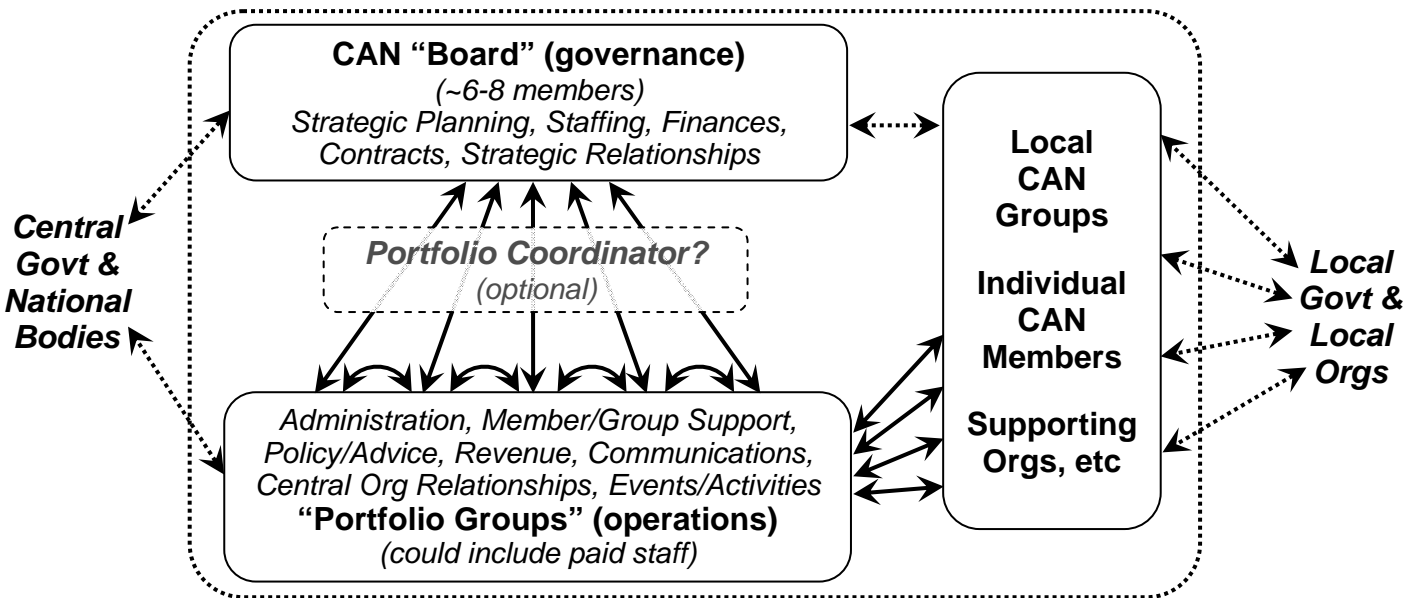 CAN “Board” (governance)
(~6-8 members)
Strategic Planning, Staffing, Finances,
Contracts, Strategic Relationships
Central
Govt &
National
Bodies
Portfolio Coordinator?
(optional)
Administration, Member/Group Support,
Policy/Advice, Revenue, Communications,
Central Org Relationships, Events/Activities
“Portfolio Groups” (operations)
(could include paid staff)
Local
CAN
Groups
Individual
CAN
Members
Supporting
Orgs, etc
Local
Govt &
Local
Orgs